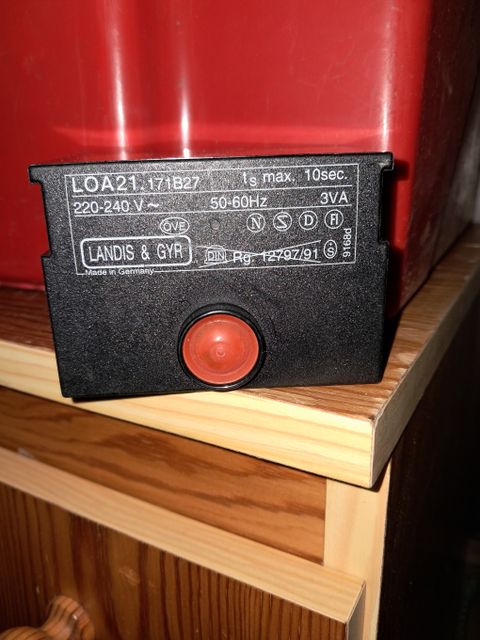 LOA21.171B27 ts max. 10sec.
220-240 V ~ 50-60Hz 3VA
ÖVE N S D FI
LANDIS & GYR DIN Rg. 12797/91 S
Made in Germany
9168d